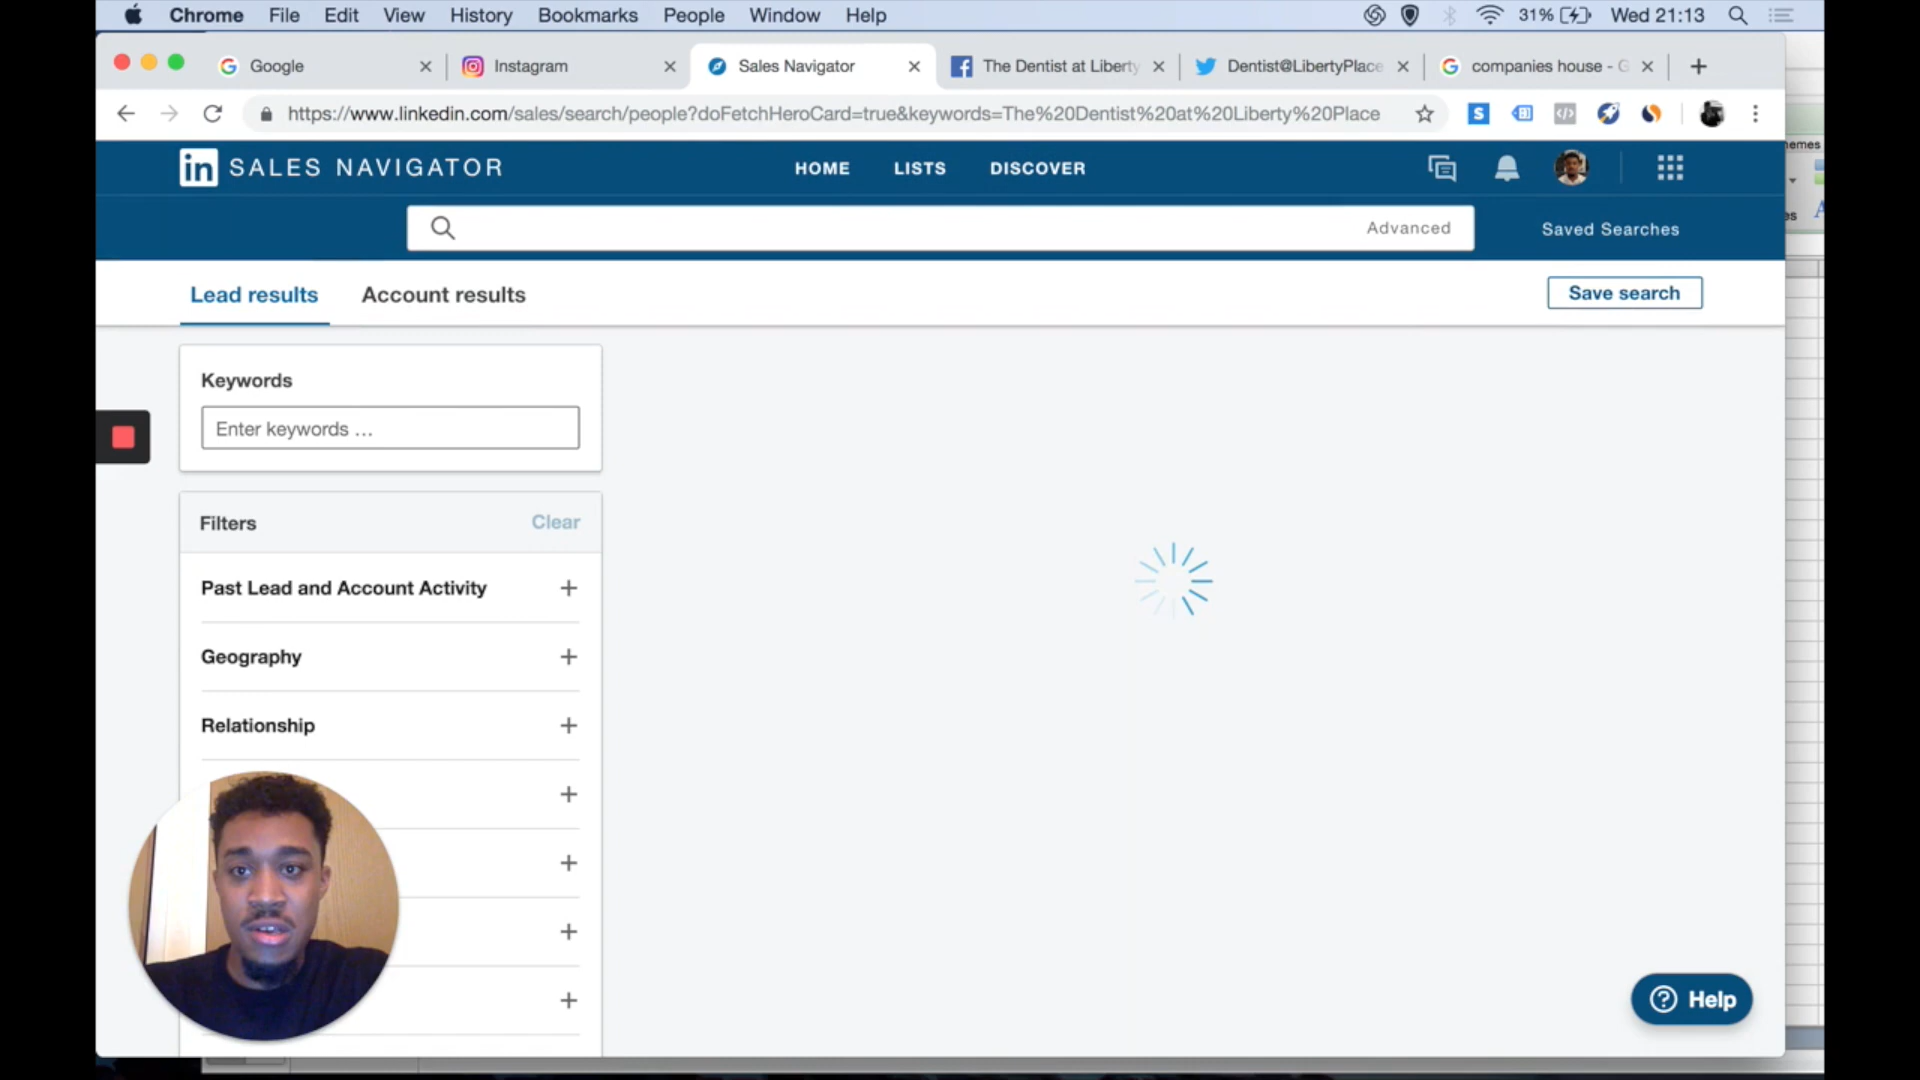 Chrome File Edit View History Bookmarks People Window Help 31% Wed 21:13
Google Instagram Sales Navigator The Dentist at Liberty Dentist@LibertyPlace companies house - G
https://www.linkedin.com/sales/search/people?doFetchHeroCard=true&keywords=The%20Dentist%20at%20Liberty%20Place
in SALES NAVIGATOR HOME LISTS DISCOVER
Advanced Saved Searches
Lead results Account results Save search
Keywords
Enter keywords ...
Filters Clear
Past Lead and Account Activity
Geography
Relationship
Help